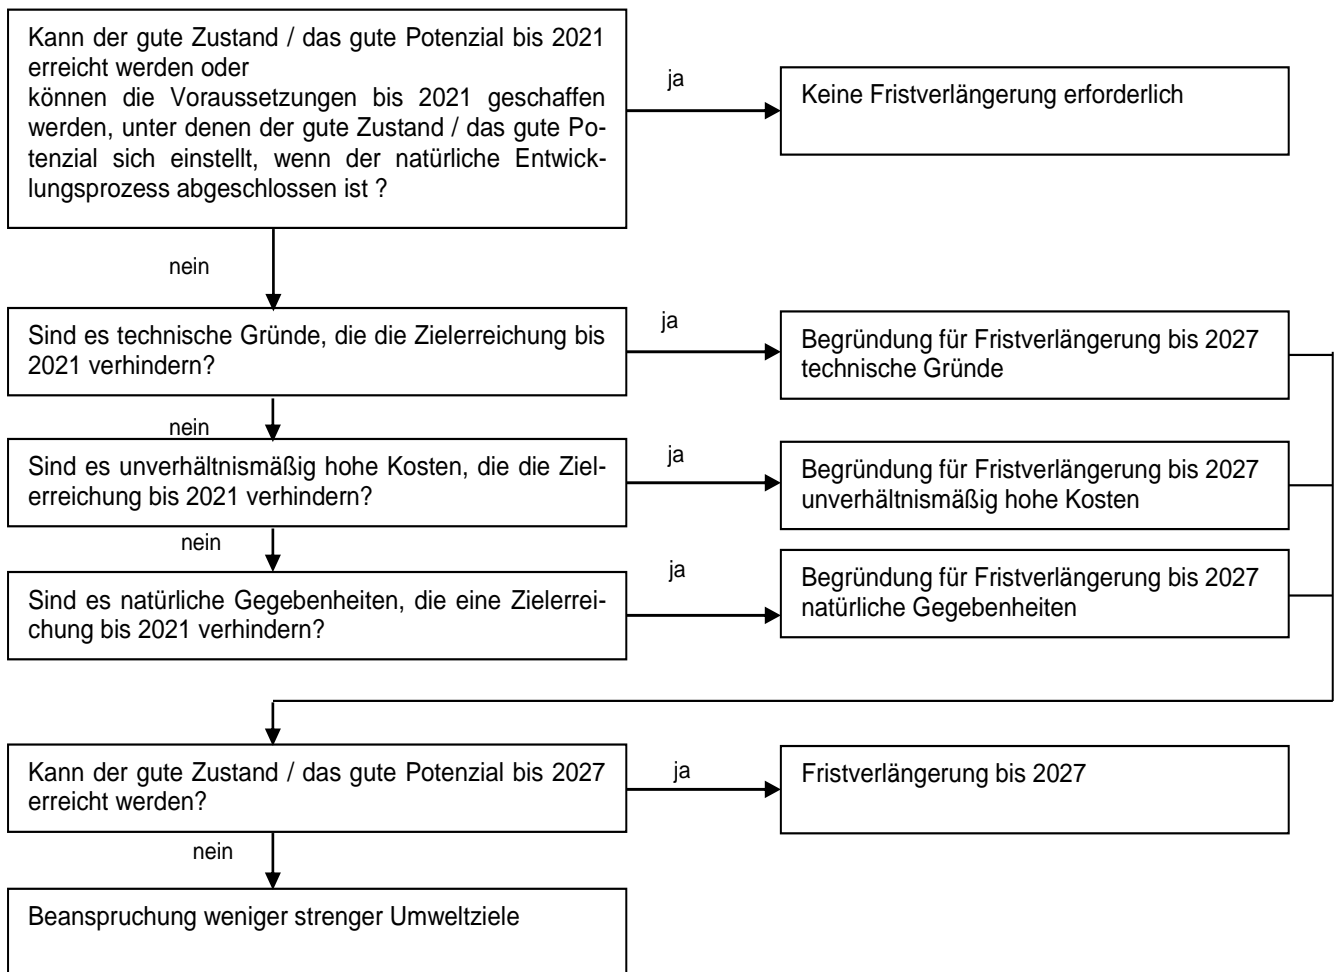 Kann der gute Zustand / das gute Potenzial bis 2021
erreicht werden oder
können die Voraussetzungen bis 2021 geschaffen
werden, unter denen der gute Zustand / das gute Po-
tenzial sich einstellt, wenn der natürliche Entwick-
lungsprozess abgeschlossen ist ?
ja
Keine Fristverlängerung erforderlich
nein
Sind es technische Gründe, die die Zielerreichung bis
2021 verhindern?
ja
Begründung für Fristverlängerung bis 2027
technische Gründe
nein
Sind es unverhältnismäßig hohe Kosten, die die Ziel-
erreichung bis 2021 verhindern?
ja
Begründung für Fristverlängerung bis 2027
unverhältnismäßig hohe Kosten
nein
Sind es natürliche Gegebenheiten, die eine Zielerrei-
chung bis 2021 verhindern?
ja
Begründung für Fristverlängerung bis 2027
natürliche Gegebenheiten
Kann der gute Zustand / das gute Potenzial bis 2027
erreicht werden?
ja
Fristverlängerung bis 2027
nein
Beanspruchung weniger strenger Umweltziele